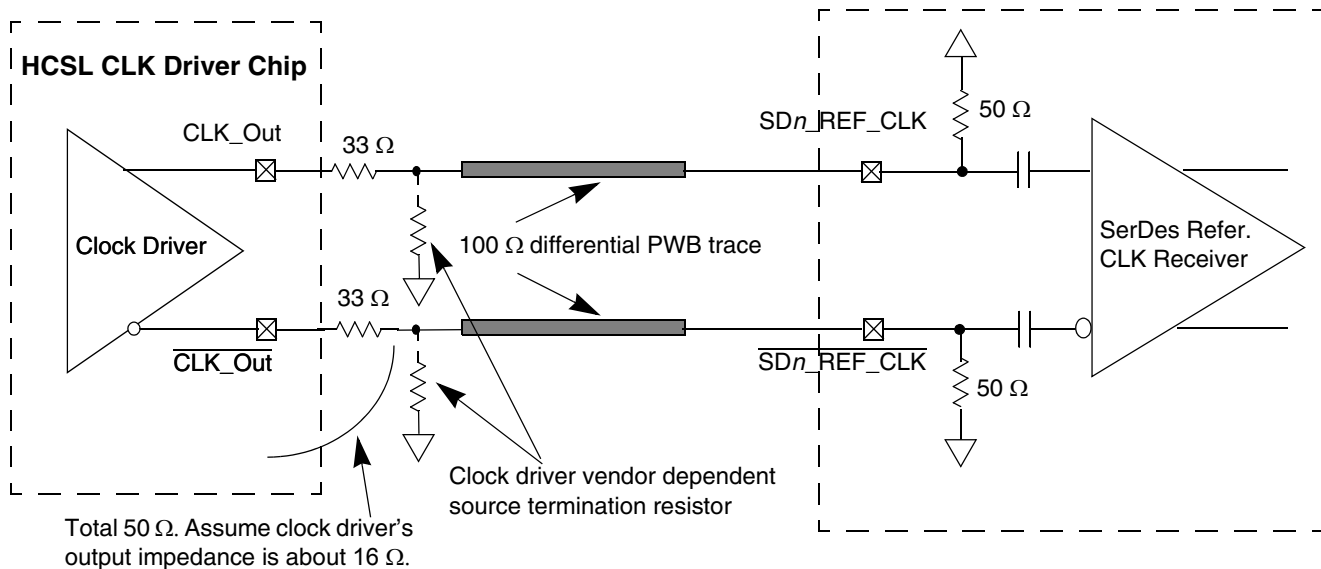 HCSL CLK Driver Chip
CLK_Out
33 Ω
SDn_REF_CLK
50 Ω
Clock Driver
100 Ω differential PWB trace
SerDes Refer.
CLK Receiver
33 Ω
CLK_Out
SDn_REF_CLK
50 Ω
Clock driver vendor dependent
source termination resistor
Total 50 Ω. Assume clock driver's
output impedance is about 16 Ω.